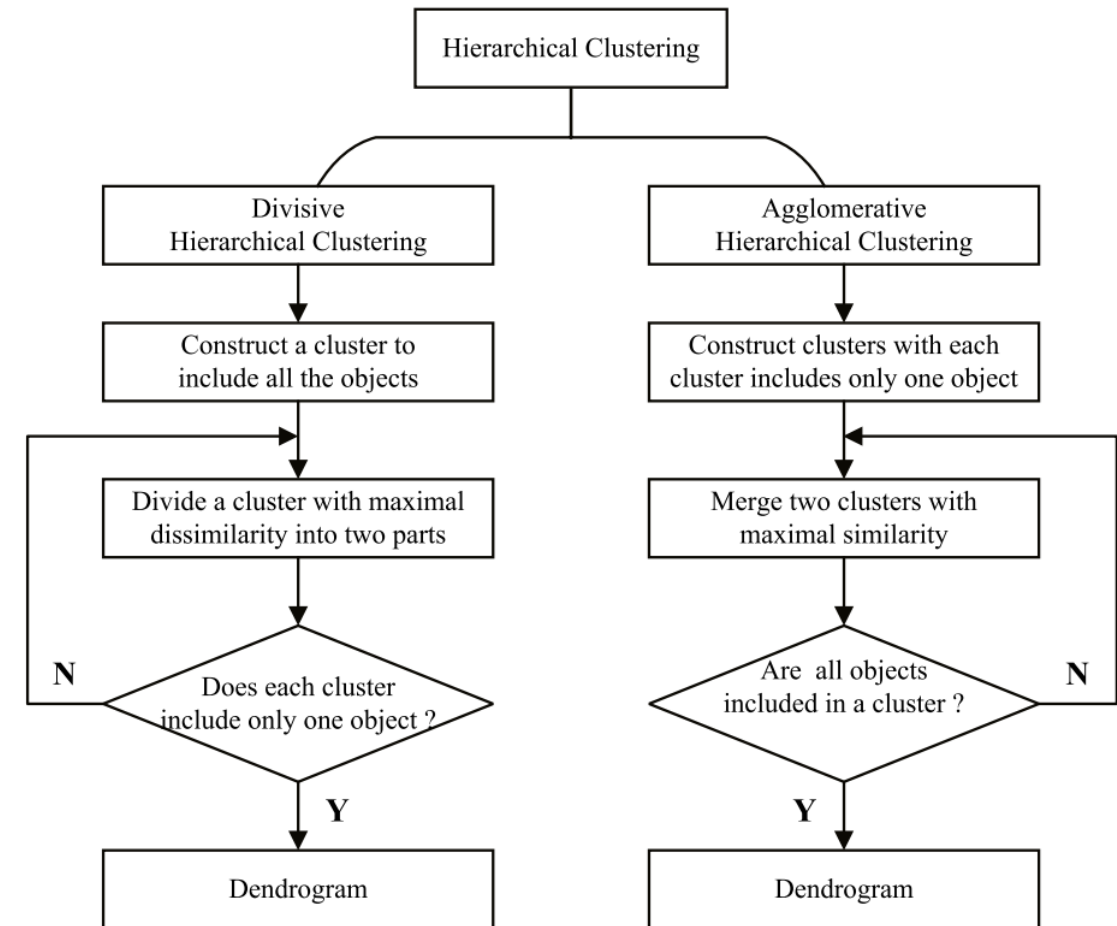 Hierarchical Clustering
Divisive
Hierarchical Clustering
Construct a cluster to
include all the objects
Divide a cluster with maximal
dissimilarity into two parts
N
Does each cluster
include only one object ?
Y
Dendrogram
Agglomerative
Hierarchical Clustering
Construct clusters with each
cluster includes only one object
Merge two clusters with
maximal similarity
Are all objects
included in a cluster ?
N
Y
Dendrogram